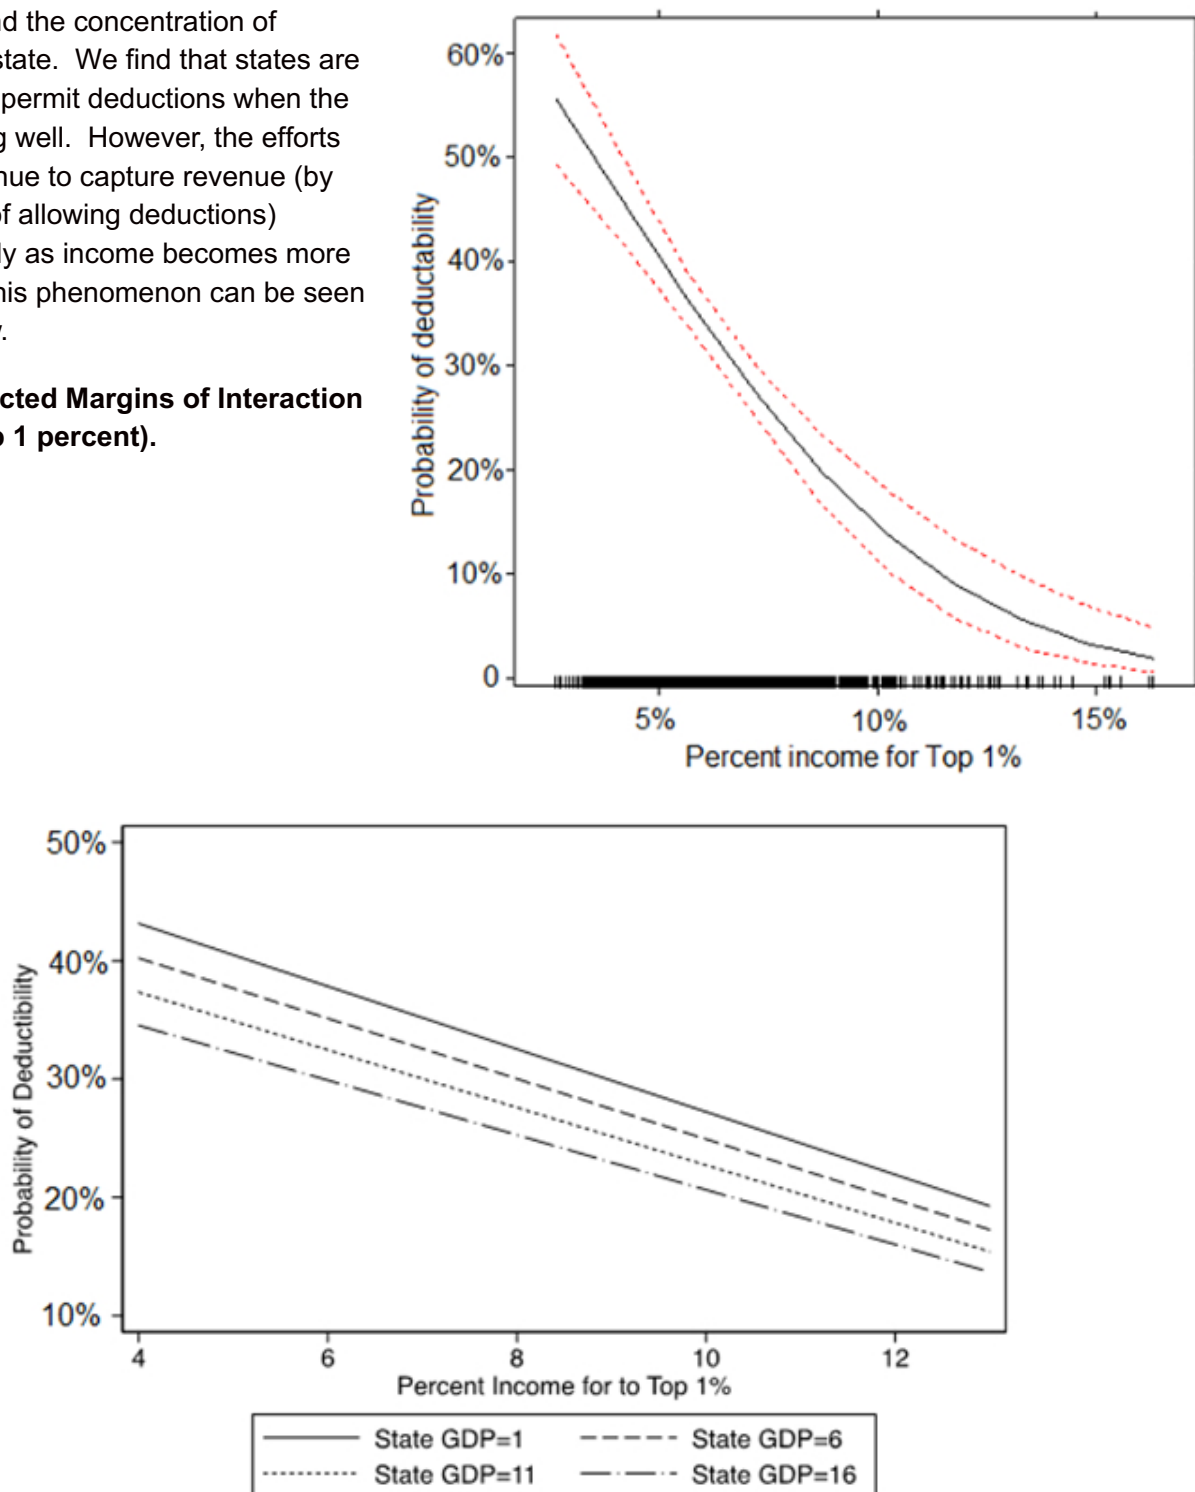 nd the concentration of
state. We find that states are
permit deductions when the
g well. However, the efforts
nue to capture revenue (by
of allowing deductions)
ly as income becomes more
his phenomenon can be seen
cted Margins of Interaction
p 1 percent).
60%
50%
40%
30%
20%
10%
0
Probability of deductability
5% 10% 15%
Percent income for Top 1%
50%
40%
30%
20%
10%
Probability of Deductibility
4 6 8 10 12
Percent Income for to Top 1%
State GDP=1 State GDP=6
State GDP=11 State GDP=16